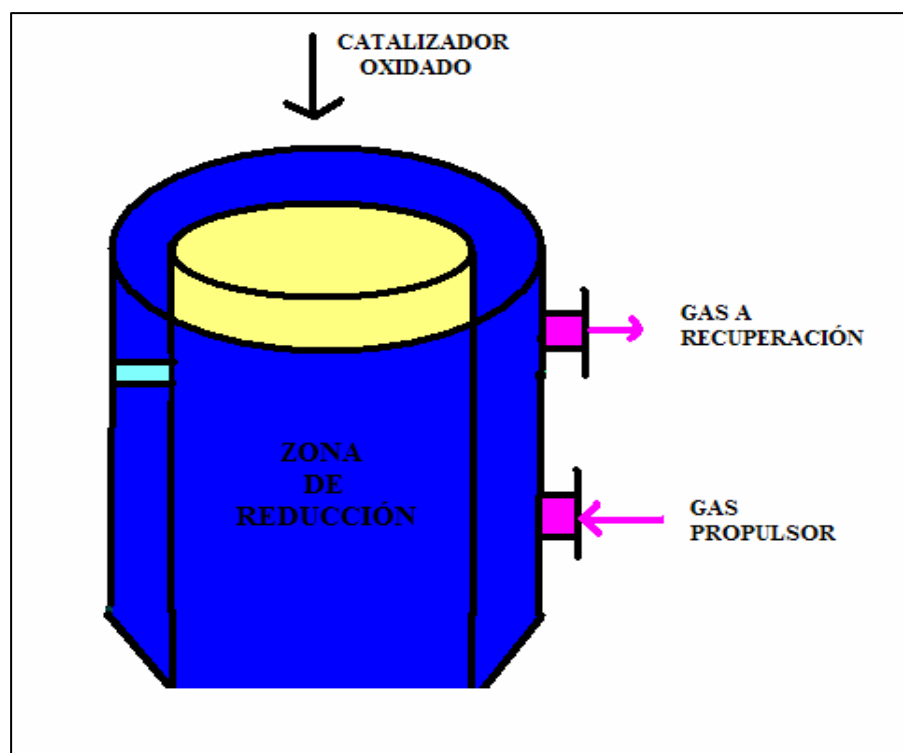 CATALIZADOR
OXIDADO
GAS A
RECUPERACIÓN
ZONA
DE
REDUCCIÓN
GAS
PROPULSOR